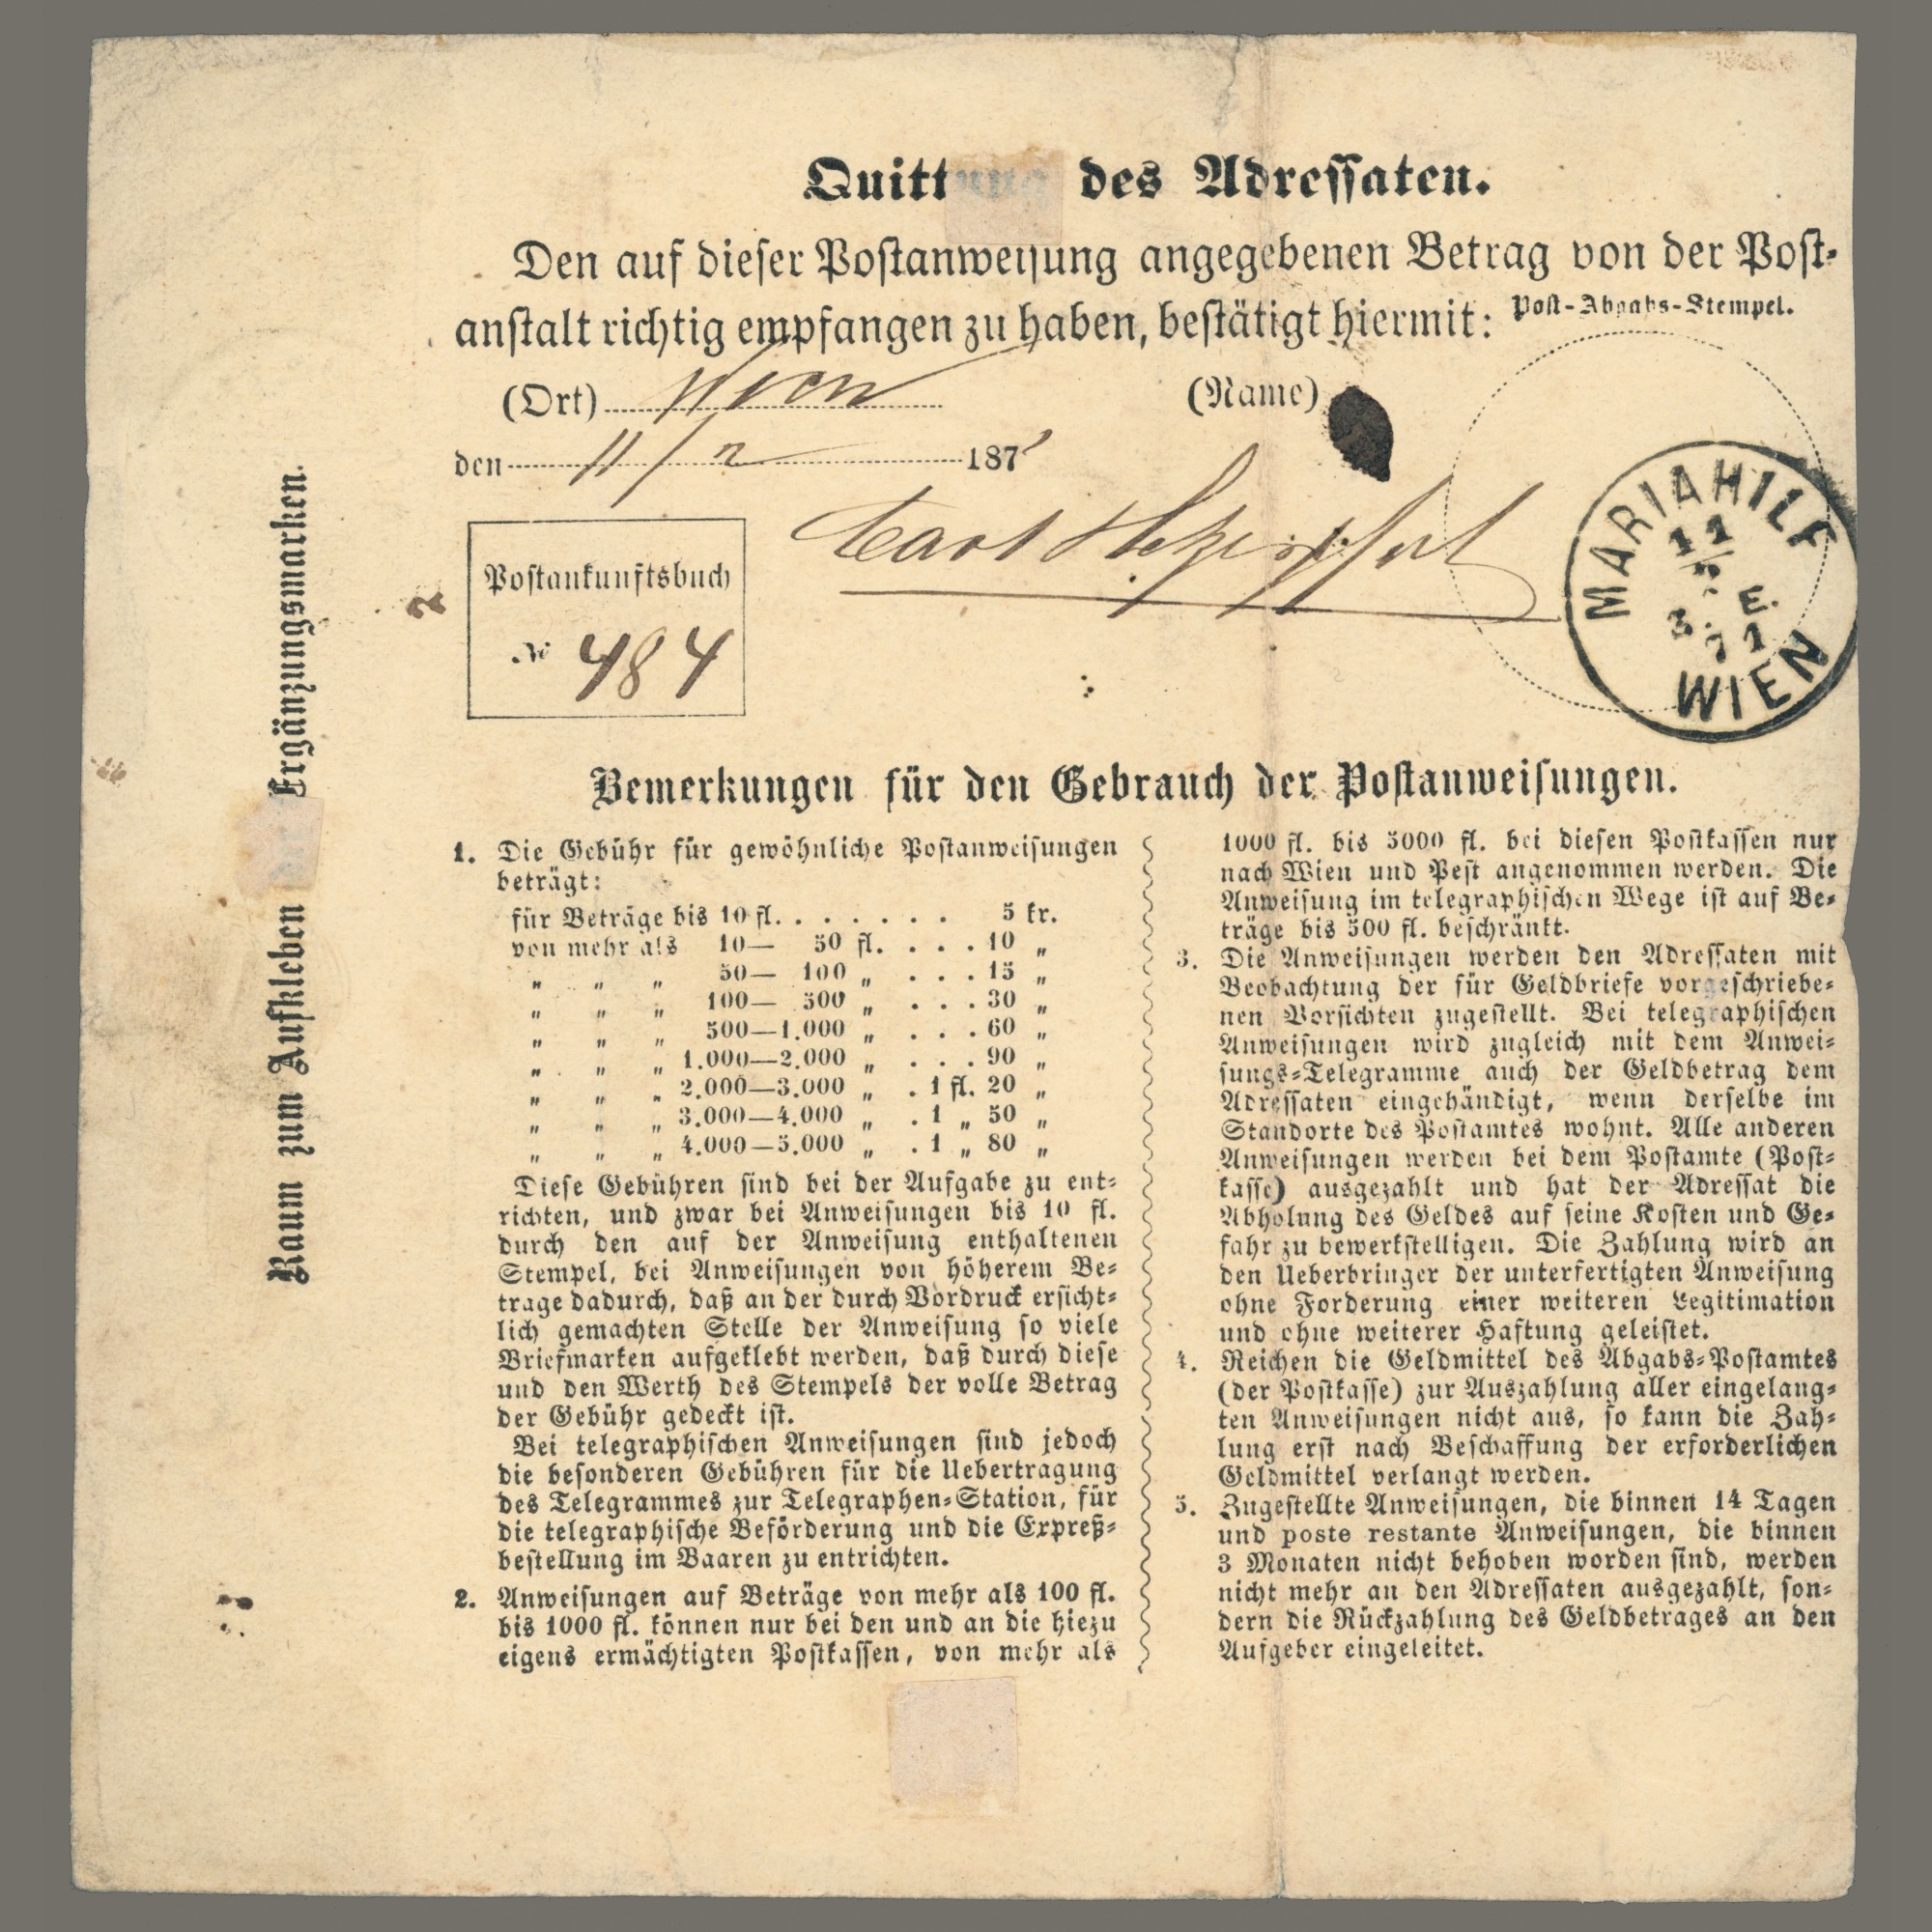 Quittung des Adressaten.
Den auf dieser Postanweisung angegebenen Betrag von der Post-
anstalt richtig empfangen zu haben, bestätigt hiermit:
Post-Abgabs-Stempel.
(Ort) Wien
(Name)
den 11/2 187
Carl
MARIAHILF
11
E.
3. 71
WIEN
Postankunftsbuch
№ 484
2
Raum zum Aufkleben der Ergänzungsmarken.
Bemerkungen für den Gebrauch der Postanweisungen.
1. Die Gebühr für gewöhnliche Postanweisungen
beträgt:
für Beträge bis 10 fl. . . . . . . 5 kr.
von mehr als 10— 50 fl. . . . 10 „
„ „ „ 50— 100 „ . . . 15 „
„ „ „ 100— 500 „ . . . 30 „
„ „ „ 500—1.000 „ . . . 60 „
„ „ „ 1.000—2.000 „ . . . 90 „
„ „ „ 2.000—3.000 „ . 1 fl. 20 „
„ „ „ 3.000—4.000 „ . 1 „ 50 „
„ „ „ 4.000—5.000 „ . 1 „ 80 „
Diese Gebühren sind bei der Aufgabe zu ent-
richten, und zwar bei Anweisungen bis 10 fl.
durch den auf der Anweisung enthaltenen
Stempel, bei Anweisungen von höherem Be-
trage dadurch, daß an der durch Vordruck ersicht-
lich gemachten Stelle der Anweisung so viele
Briefmarken aufgeklebt werden, daß durch diese
und den Werth des Stempels der volle Betrag
der Gebühr gedeckt ist.
Bei telegraphischen Anweisungen sind jedoch
die besonderen Gebühren für die Uebertragung
des Telegrammes zur Telegraphen-Station, für
die telegraphische Beförderung und die Expreß-
bestellung im Baaren zu entrichten.
2. Anweisungen auf Beträge von mehr als 100 fl.
bis 1000 fl. können nur bei den und an die hiezu
eigens ermächtigten Postkassen, von mehr als
1000 fl. bis 5000 fl. bei diesen Postkassen nur
nach Wien und Pest angenommen werden. Die
Anweisung im telegraphischen Wege ist auf Be-
träge bis 500 fl. beschränkt.
3. Die Anweisungen werden den Adressaten mit
Beobachtung der für Geldbriefe vorgeschriebe-
nen Vorsichten zugestellt. Bei telegraphischen
Anweisungen wird zugleich mit dem Anwei-
sungs-Telegramme auch der Geldbetrag dem
Adressaten eingehändigt, wenn derselbe im
Standorte des Postamtes wohnt. Alle anderen
Anweisungen werden bei dem Postamte (Post-
kasse) ausgezahlt und hat der Adressat die
Abholung des Geldes auf seine Kosten und Ge-
fahr zu bewerkstelligen. Die Zahlung wird an
den Ueberbringer der unterfertigten Anweisung
ohne Forderung einer weiteren Legitimation
und ohne weiterer Haftung geleistet.
4. Reichen die Geldmittel des Abgabs-Postamtes
(der Postkasse) zur Auszahlung aller eingelang-
ten Anweisungen nicht aus, so kann die Zah-
lung erst nach Beschaffung der erforderlichen
Geldmittel verlangt werden.
5. Zugestellte Anweisungen, die binnen 14 Tagen
und poste restante Anweisungen, die binnen
3 Monaten nicht behoben worden sind, werden
nicht mehr an den Adressaten ausgezahlt, son-
dern die Rückzahlung des Geldbetrages an den
Aufgeber eingeleitet.